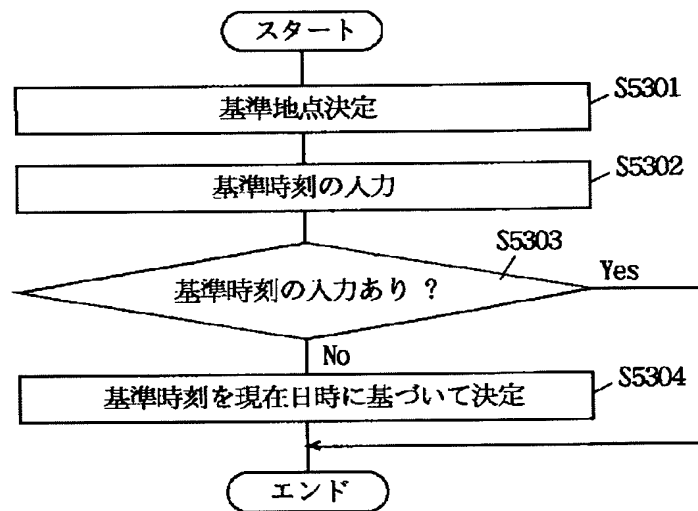 スタート
基準地点決定
S5301
基準時刻の入力
S5302
S5303
基準時刻の入力あり ?
Yes
No
基準時刻を現在日時に基づいて決定
S5304
エンド